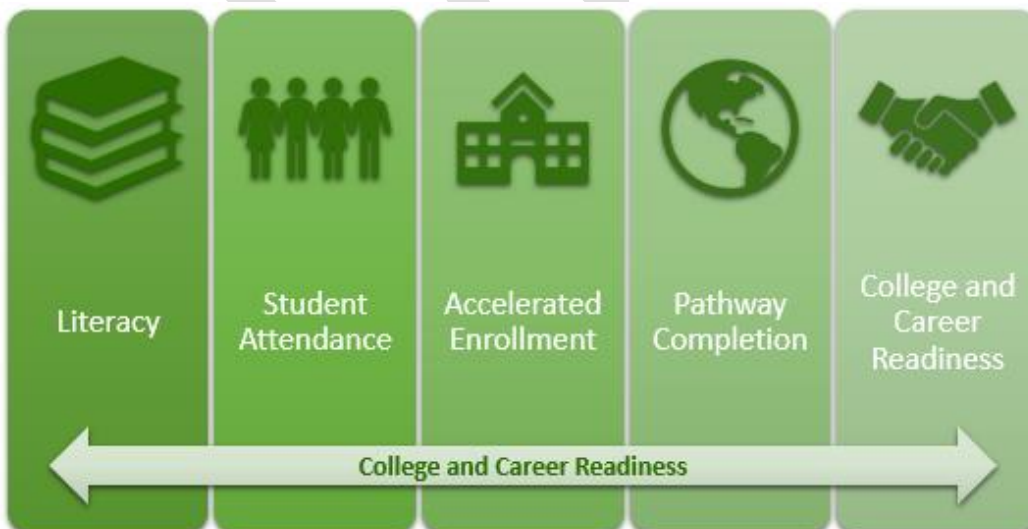 Literacy
Student
Attendance
Accelerated
Enrollment
Pathway
Completion
College and
Career
Readiness
College and Career Readiness